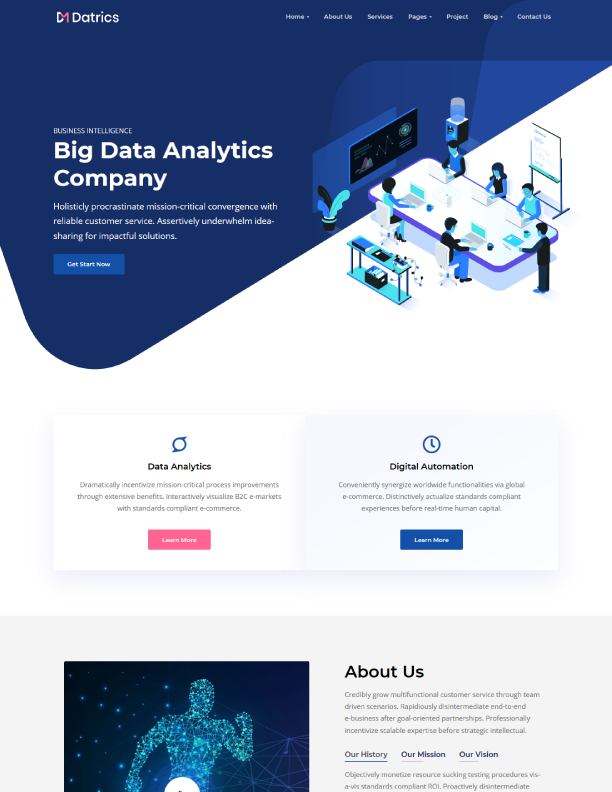 Datrics
Home
About Us
Services
Pages
Project
Blog
Contact Us
BUSINESS INTELLIGENCE
Big Data Analytics
Company
Holisticly procrastinate mission-critical convergence with
reliable customer service. Assertively underwhelm idea-
sharing for impactful solutions.
Get Start Now
Data Analytics
Dramatically incentivize mission-critical process improvements
through extensive benefits. Interactively visualize B2C e-markets
with standards compliant e-commerce.
Learn More
Digital Automation
Conveniently synergize worldwide functionalities via global
e-commerce. Distinctively actualize standards compliant
experiences before real-time human capital.
Learn More
About Us
Credibly grow multifunctional customer service through team
driven scenarios. Rapidiously disintermediate end-to-end
e-business after goal-oriented partnerships. Professionally
incentivize scalable expertise before strategic intellectual.
Our History
Our Mission
Our Vision
Objectively monetize resource sucking testing procedures vis-
a-vis standards compliant ROI. Proactively disintermediate